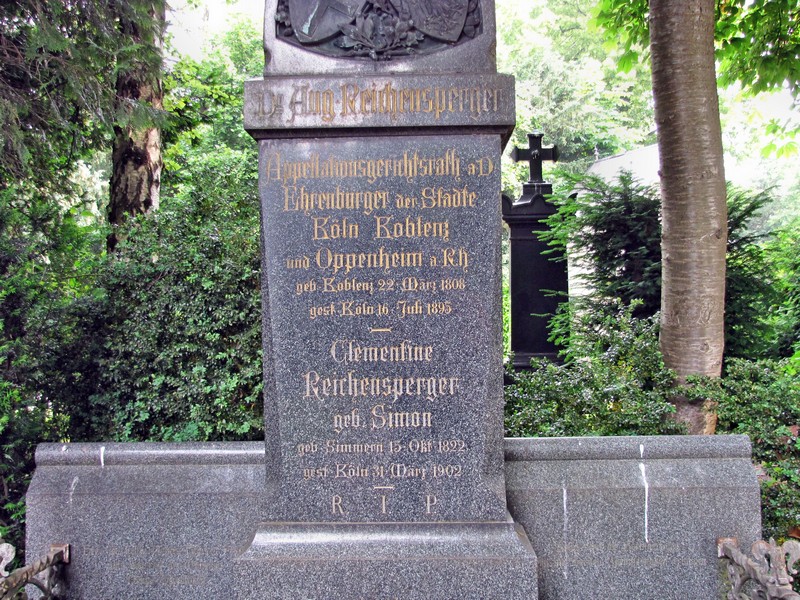 Dr Aug. Reichensperger
Appellationsgerichtsrath a.D.
Ehrenbürger der Städte
Köln Koblenz
und Oppenheim a. Rh
geb. Koblenz 22. März 1808
gest. Köln 16. Juli 1895
Clementine
Reichensperger
geb. Simon
geb. Simmern 15. Okt 1822
gest. Köln 31 März 1902
R I P